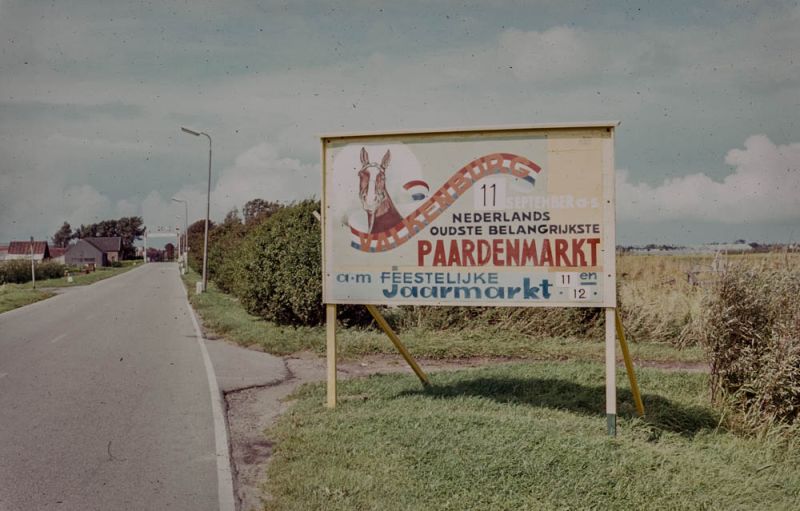 VALKENBURG
11 SEPTEMBER a.s.
NEDERLANDS
OUDSTE BELANGRIJKSTE
PAARDENMARKT
a.m FEESTELIJKE 11 en
Jaarmarkt 12